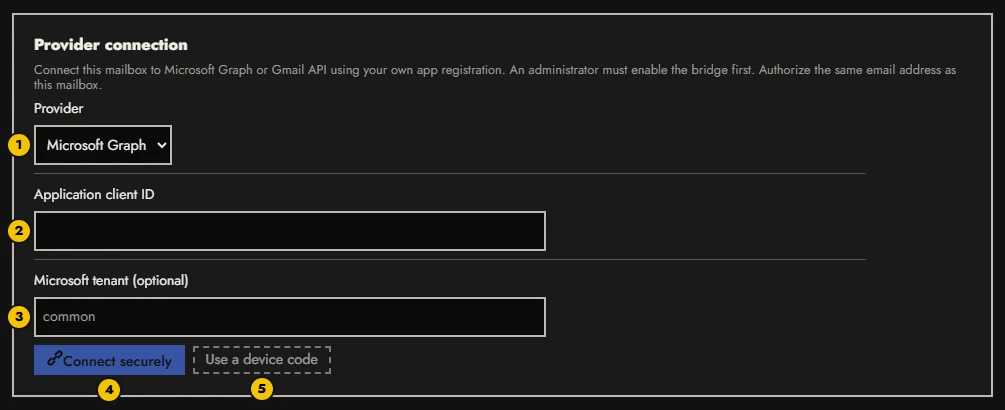 Provider connection
Connect this mailbox to Microsoft Graph or Gmail API using your own app registration. An administrator must enable the bridge first. Authorize the same email address as
this mailbox.
Provider
1 Microsoft Graph
Application client ID
2
Microsoft tenant (optional)
3 common
Connect securely Use a device code
4 5